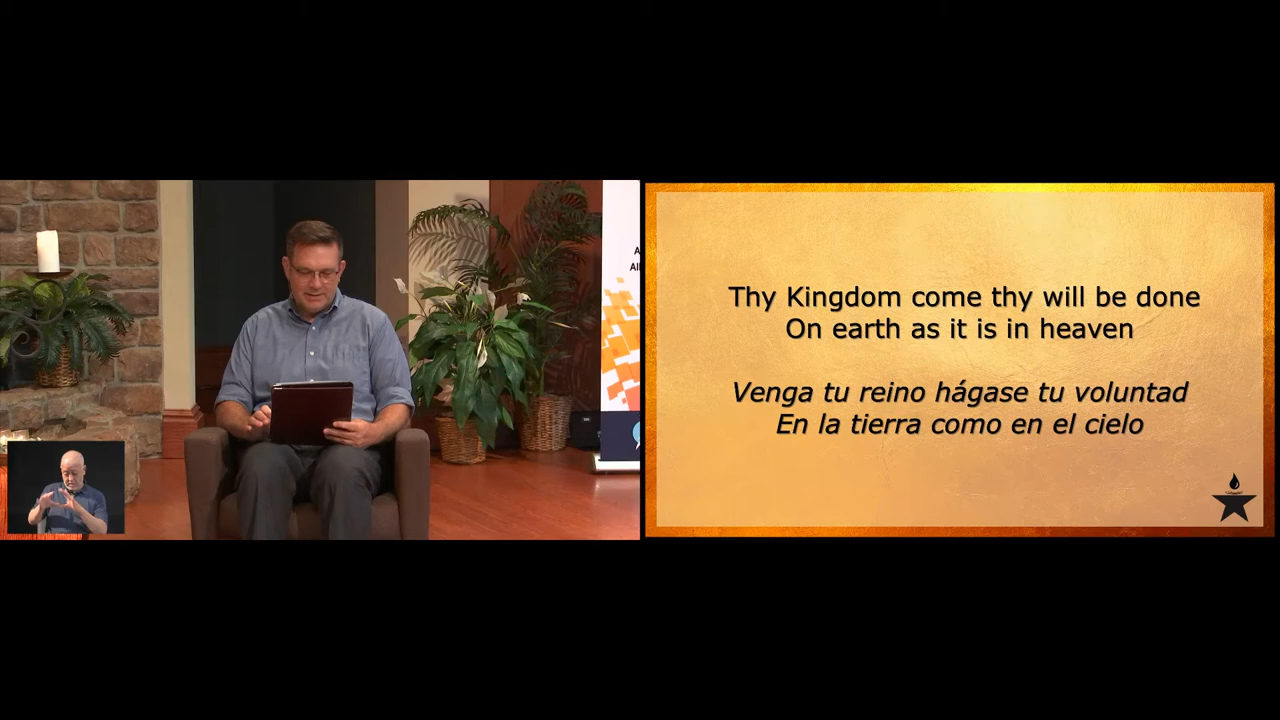 A
All
Thy Kingdom come thy will be done
On earth as it is in heaven
Venga tu reino hágase tu voluntad
En la tierra como en el cielo